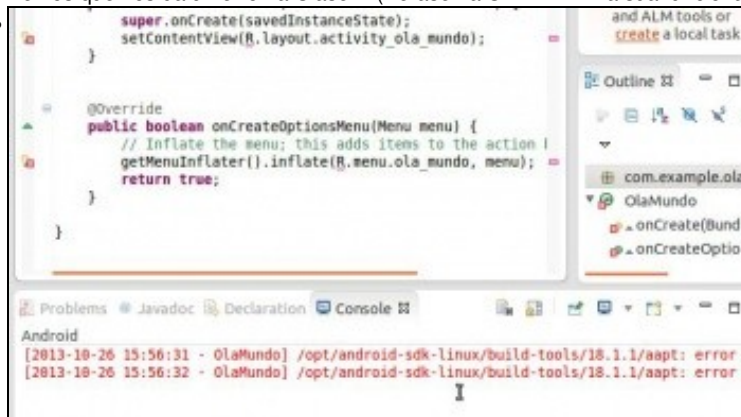 super.onCreate(savedInstanceState);
setContentView(R.layout.activity_ola_mundo);
}
@Override
public boolean onCreateOptionsMenu(Menu menu) {
// Inflate the menu; this adds items to the action
getMenuInflater().inflate(R.menu.ola_mundo, menu);
return true;
}
}
and ALM tools or
create a local task
Outline
com.example.ola
OlaMundo
onCreate(Bund
onCreateOptio
Problems Javadoc Declaration Console
Android
[2013-10-26 15:56:31 - OlaMundo] /opt/android-sdk-linux/build-tools/18.1.1/aapt: error
[2013-10-26 15:56:32 - OlaMundo] /opt/android-sdk-linux/build-tools/18.1.1/aapt: error